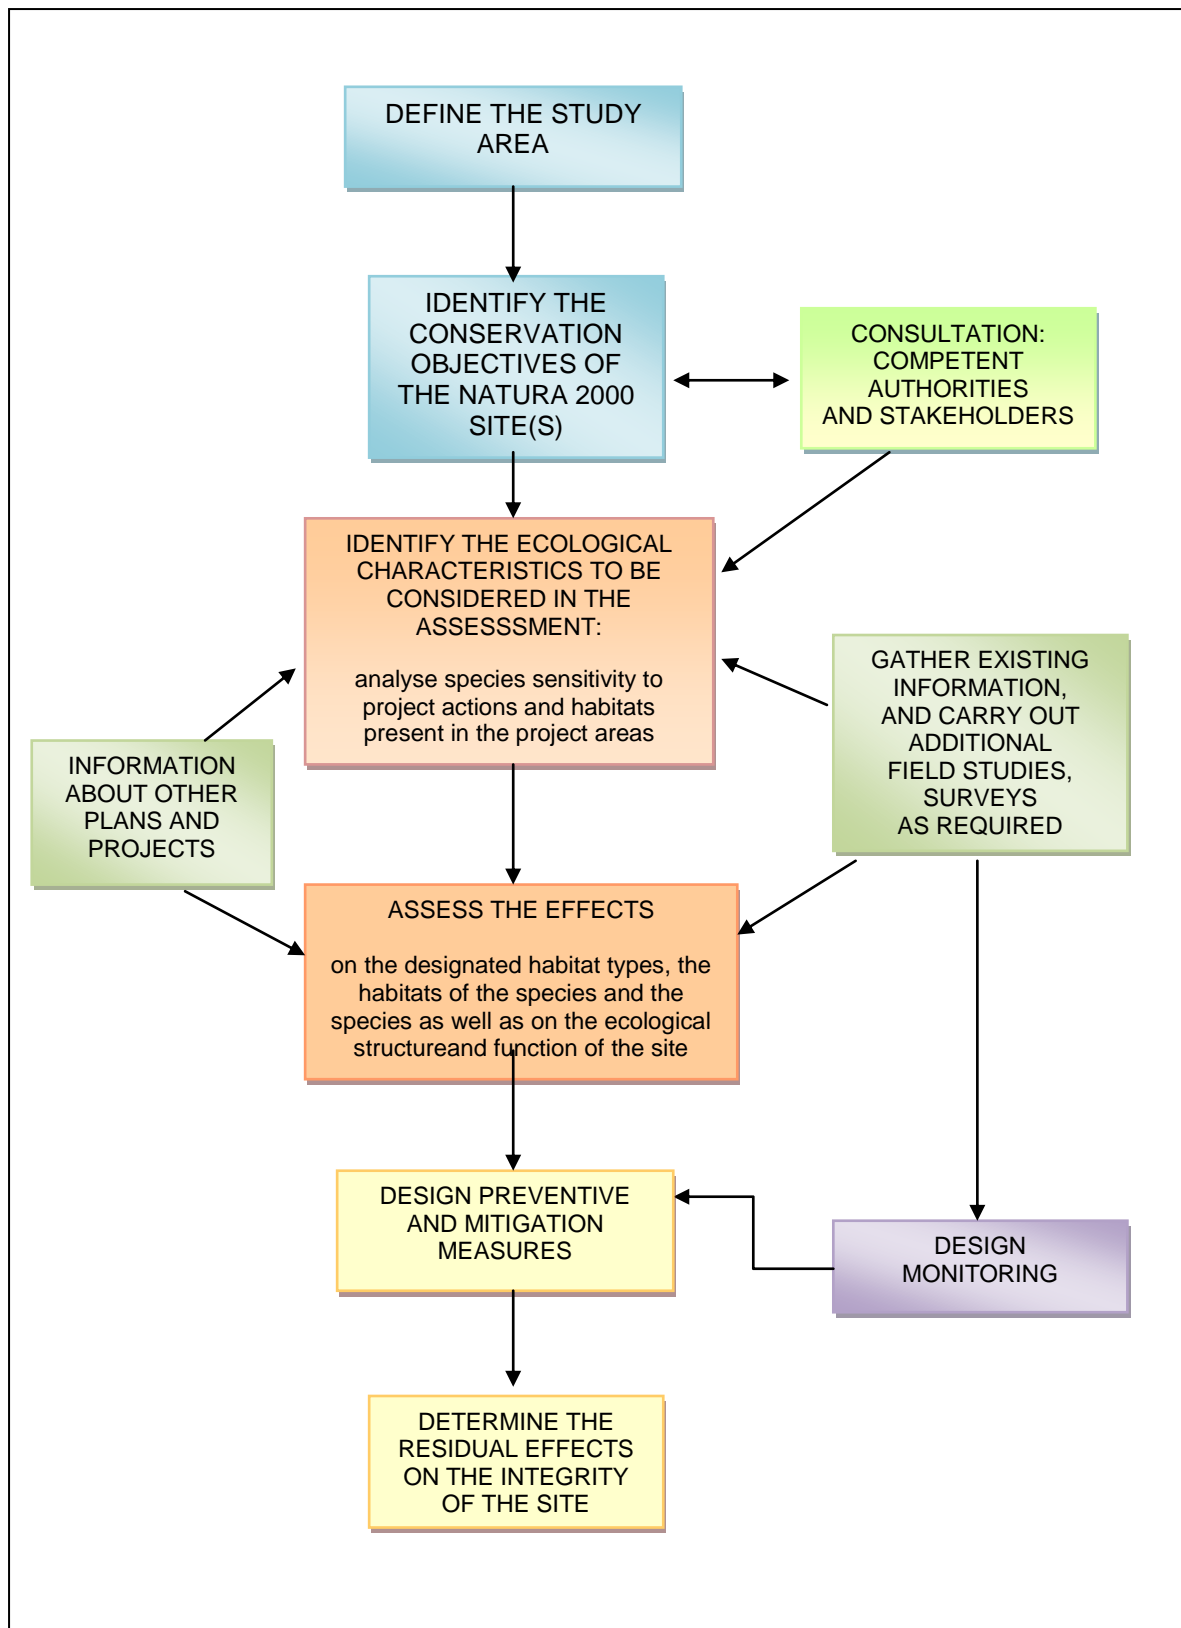 DEFINE THE STUDY
AREA
IDENTIFY THE
CONSERVATION
OBJECTIVES OF
THE NATURA 2000
SITE(S)
CONSULTATION:
COMPETENT
AUTHORITIES
AND STAKEHOLDERS
IDENTIFY THE ECOLOGICAL
CHARACTERISTICS TO BE
CONSIDERED IN THE
ASSESSSMENT:
analyse species sensitivity to
project actions and habitats
present in the project areas
GATHER EXISTING
INFORMATION,
AND CARRY OUT
ADDITIONAL
FIELD STUDIES,
SURVEYS
AS REQUIRED
INFORMATION
ABOUT OTHER
PLANS AND
PROJECTS
ASSESS THE EFFECTS
on the designated habitat types, the
habitats of the species and the
species as well as on the ecological
structureand function of the site
DESIGN PREVENTIVE
AND MITIGATION
MEASURES
DESIGN
MONITORING
DETERMINE THE
RESIDUAL EFFECTS
ON THE INTEGRITY
OF THE SITE